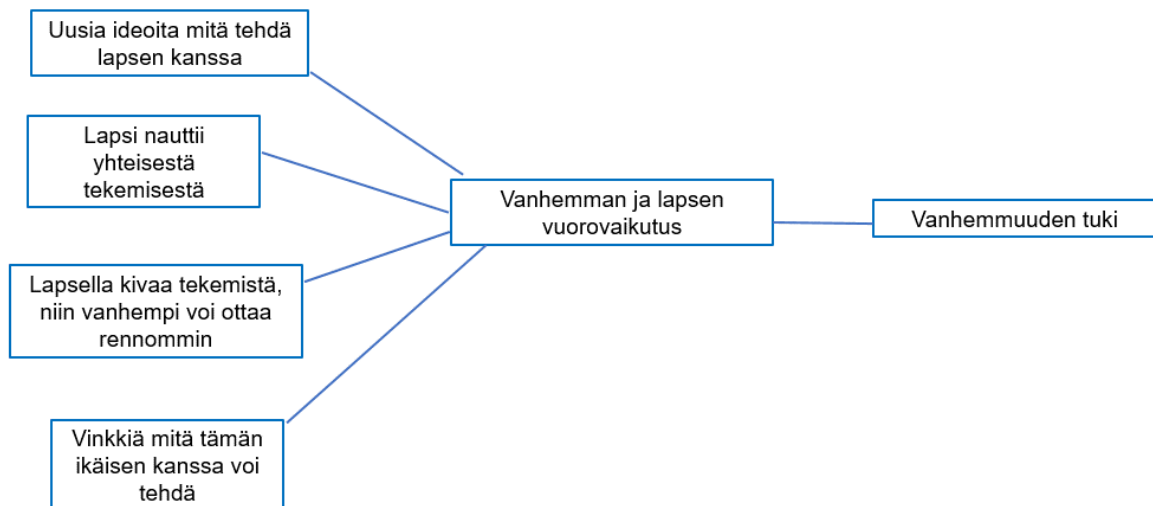 Uusia ideoita mitä tehdä
lapsen kanssa
Lapsi nauttii
yhteisestä
tekemisestä
Lapsella kivaa tekemistä,
niin vanhempi voi ottaa
rennommin
Vinkkiä mitä tämän
ikäisen kanssa voi
tehdä
Vanhemman ja lapsen
vuorovaikutus
Vanhemmuuden tuki